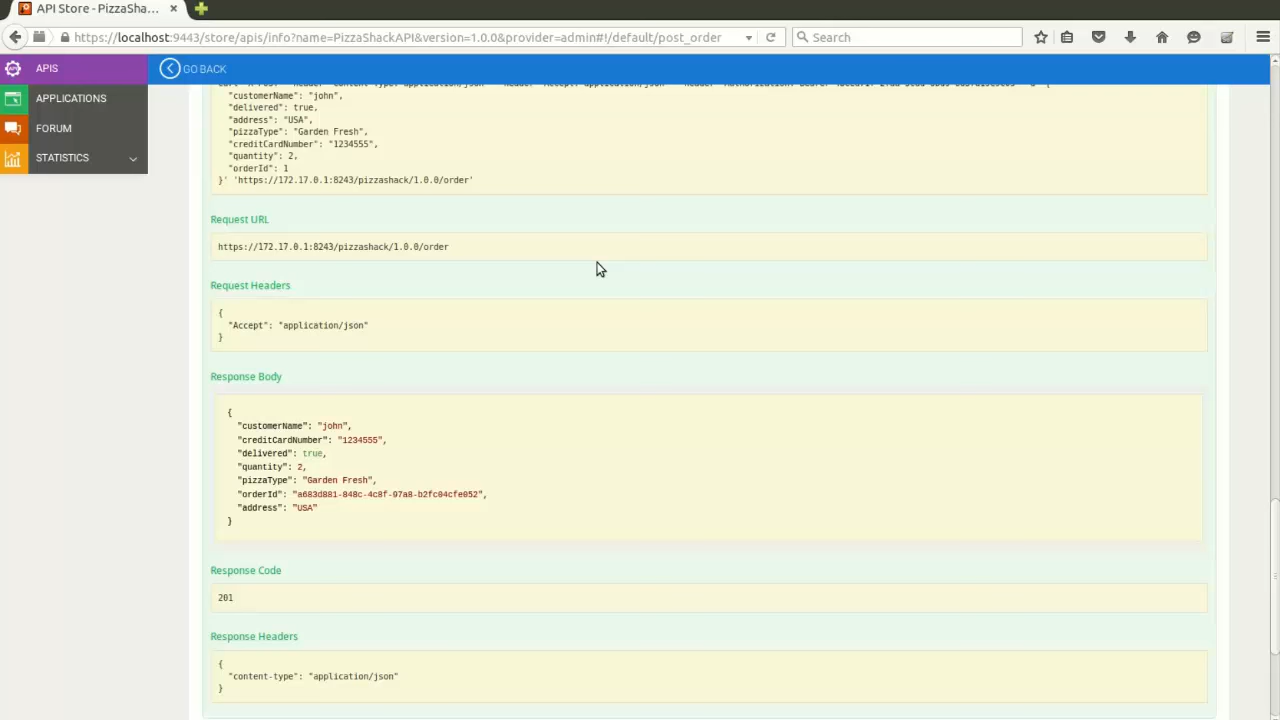 API Store - PizzaSha...
https://localhost:9443/store/apis/info?name=PizzaShackAPI&version=1.0.0&provider=admin#!/default/post_order
Search
APIS
GO BACK
APPLICATIONS
FORUM
STATISTICS
"customerName": "john",
"delivered": true,
"address": "USA",
"pizzaType": "Garden Fresh",
"creditCardNumber": "1234555",
"quantity": 2,
"orderId": 1
}' 'https://172.17.0.1:8243/pizzashack/1.0.0/order'
Request URL
https://172.17.0.1:8243/pizzashack/1.0.0/order
Request Headers
{
"Accept": "application/json"
}
Response Body
{
"customerName": "john",
"creditCardNumber": "1234555",
"delivered": true,
"quantity": 2,
"pizzaType": "Garden Fresh",
"orderId": "a683d881-848c-4c8f-97a8-b2fc04cfe052",
"address": "USA"
}
Response Code
201
Response Headers
{
"content-type": "application/json"
}